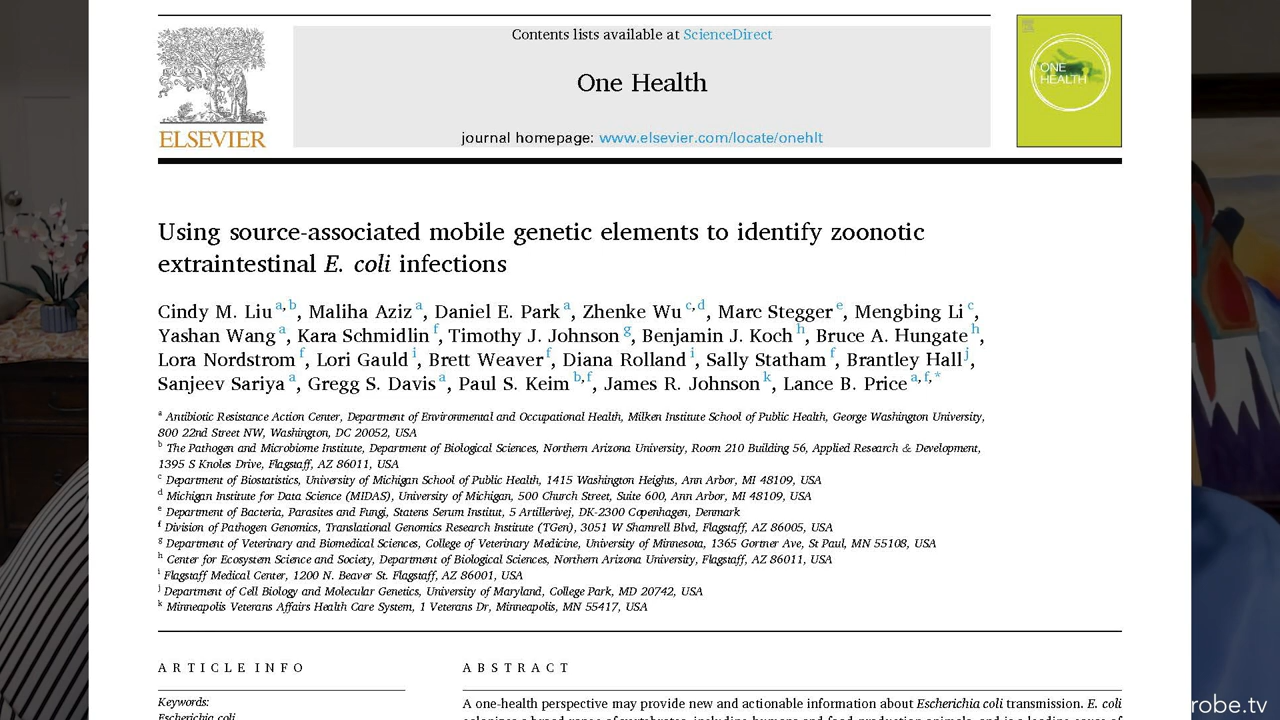 Contents lists available at ScienceDirect
One Health
journal homepage: www.elsevier.com/locate/onehlt
ELSEVIER
ONE
HEALTH
Using source-associated mobile genetic elements to identify zoonotic
extraintestinal E. coli infections
Cindy M. Liu a,b, Maliha Aziz a, Daniel E. Park a, Zhenke Wu c,d, Marc Stegger e, Mengbing Li c,
Yashan Wang a, Kara Schmidlin f, Timothy J. Johnson g, Benjamin J. Koch h, Bruce A. Hungate h,
Lora Nordstrom f, Lori Gauld i, Brett Weaver f, Diana Rolland i, Sally Statham f, Brantley Hall j,
Sanjeev Sariya a, Gregg S. Davis a, Paul S. Keim b,f, James R. Johnson k, Lance B. Price a,f,*
a Antibiotic Resistance Action Center, Department of Environmental and Occupational Health, Milken Institute School of Public Health, George Washington University,
800 22nd Street NW, Washington, DC 20052, USA
b The Pathogen and Microbiome Institute, Department of Biological Sciences, Northern Arizona University, Room 210 Building 56, Applied Research & Development,
1395 S Knoles Drive, Flagstaff, AZ 86011, USA
c Department of Biostatistics, University of Michigan School of Public Health, 1415 Washington Heights, Ann Arbor, MI 48109, USA
d Michigan Institute for Data Science (MIDAS), University of Michigan, 500 Church Street, Suite 600, Ann Arbor, MI 48109, USA
e Department of Bacteria, Parasites and Fungi, Statens Serum Institut, 5 Artillerivej, DK-2300 Copenhagen, Denmark
f Division of Pathogen Genomics, Translational Genomics Research Institute (TGen), 3051 W Shamrell Blvd, Flagstaff, AZ 86005, USA
g Department of Veterinary and Biomedical Sciences, College of Veterinary Medicine, University of Minnesota, 1365 Gortner Ave, St Paul, MN 55108, USA
h Center for Ecosystem Science and Society, Department of Biological Sciences, Northern Arizona University, Flagstaff, AZ 86011, USA
i Flagstaff Medical Center, 1200 N. Beaver St. Flagstaff, AZ 86001, USA
j Department of Cell Biology and Molecular Genetics, University of Maryland, College Park, MD 20742, USA
k Minneapolis Veterans Affairs Health Care System, 1 Veterans Dr, Minneapolis, MN 55417, USA
ARTICLE INFO
Keywords:
Escherichia coli
ABSTRACT
A one-health perspective may provide new and actionable information about Escherichia coli transmission. E. coli
robe.tv